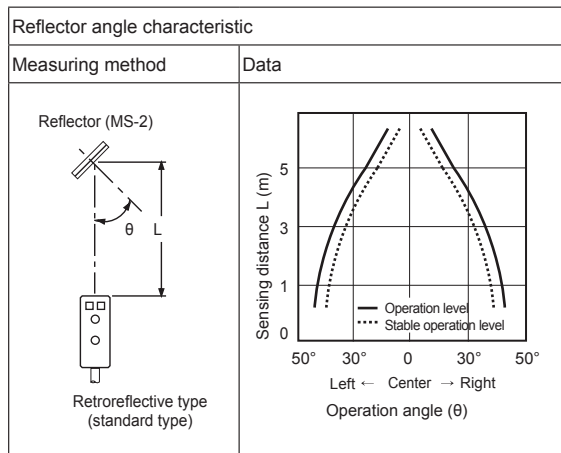 Reflector angle characteristic
Measuring method
Data
Reflector (MS-2)
θ
L
Retroreflective type
(standard type)
Sensing distance L (m)
5
3
1
0
Operation level
Stable operation level
50° 30° 0 30° 50°
Left ← Center → Right
Operation angle (θ)